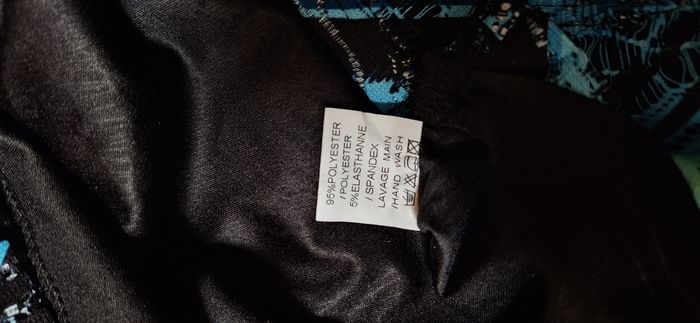 95%POLYESTER
/POLYESTER
5%ELASTHANNE
/SPANDEX
LAVAGE MAIN
/HAND WASH